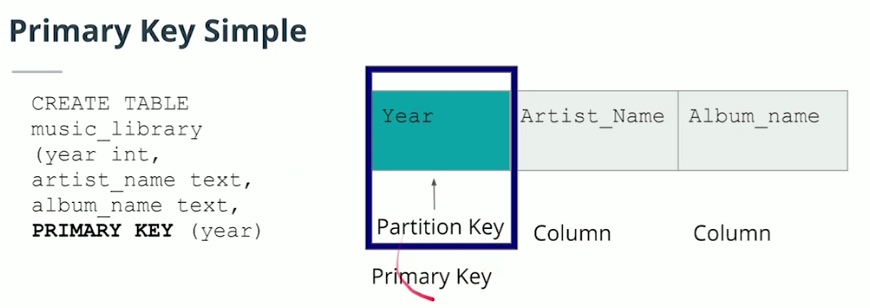 Primary Key Simple
CREATE TABLE
music_library
(year int,
artist_name text,
album_name text,
PRIMARY KEY (year)
Year
Artist_Name
Album_name
Partition Key
Column
Column
Primary Key